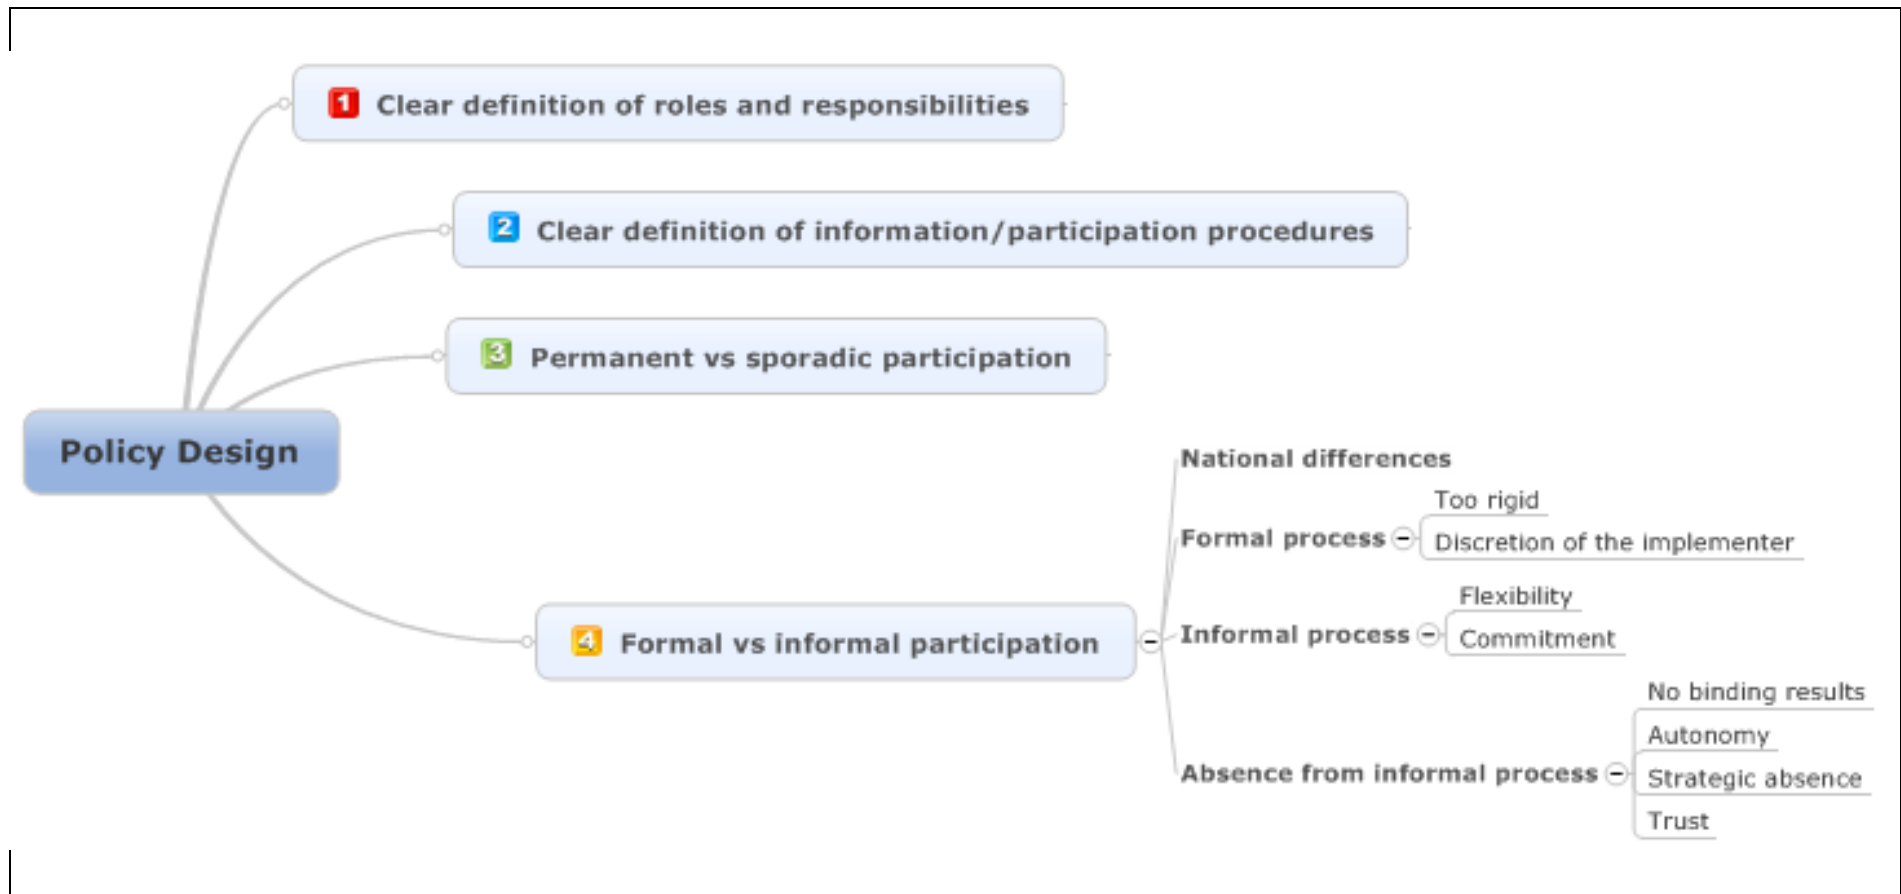 1 Clear definition of roles and responsibilities
2 Clear definition of information/participation procedures
3 Permanent vs sporadic participation
Policy Design
4 Formal vs informal participation
National differences
Formal process
Too rigid
Discretion of the implementer
Informal process
Flexibility
Commitment
Absence from informal process
No binding results
Autonomy
Strategic absence
Trust